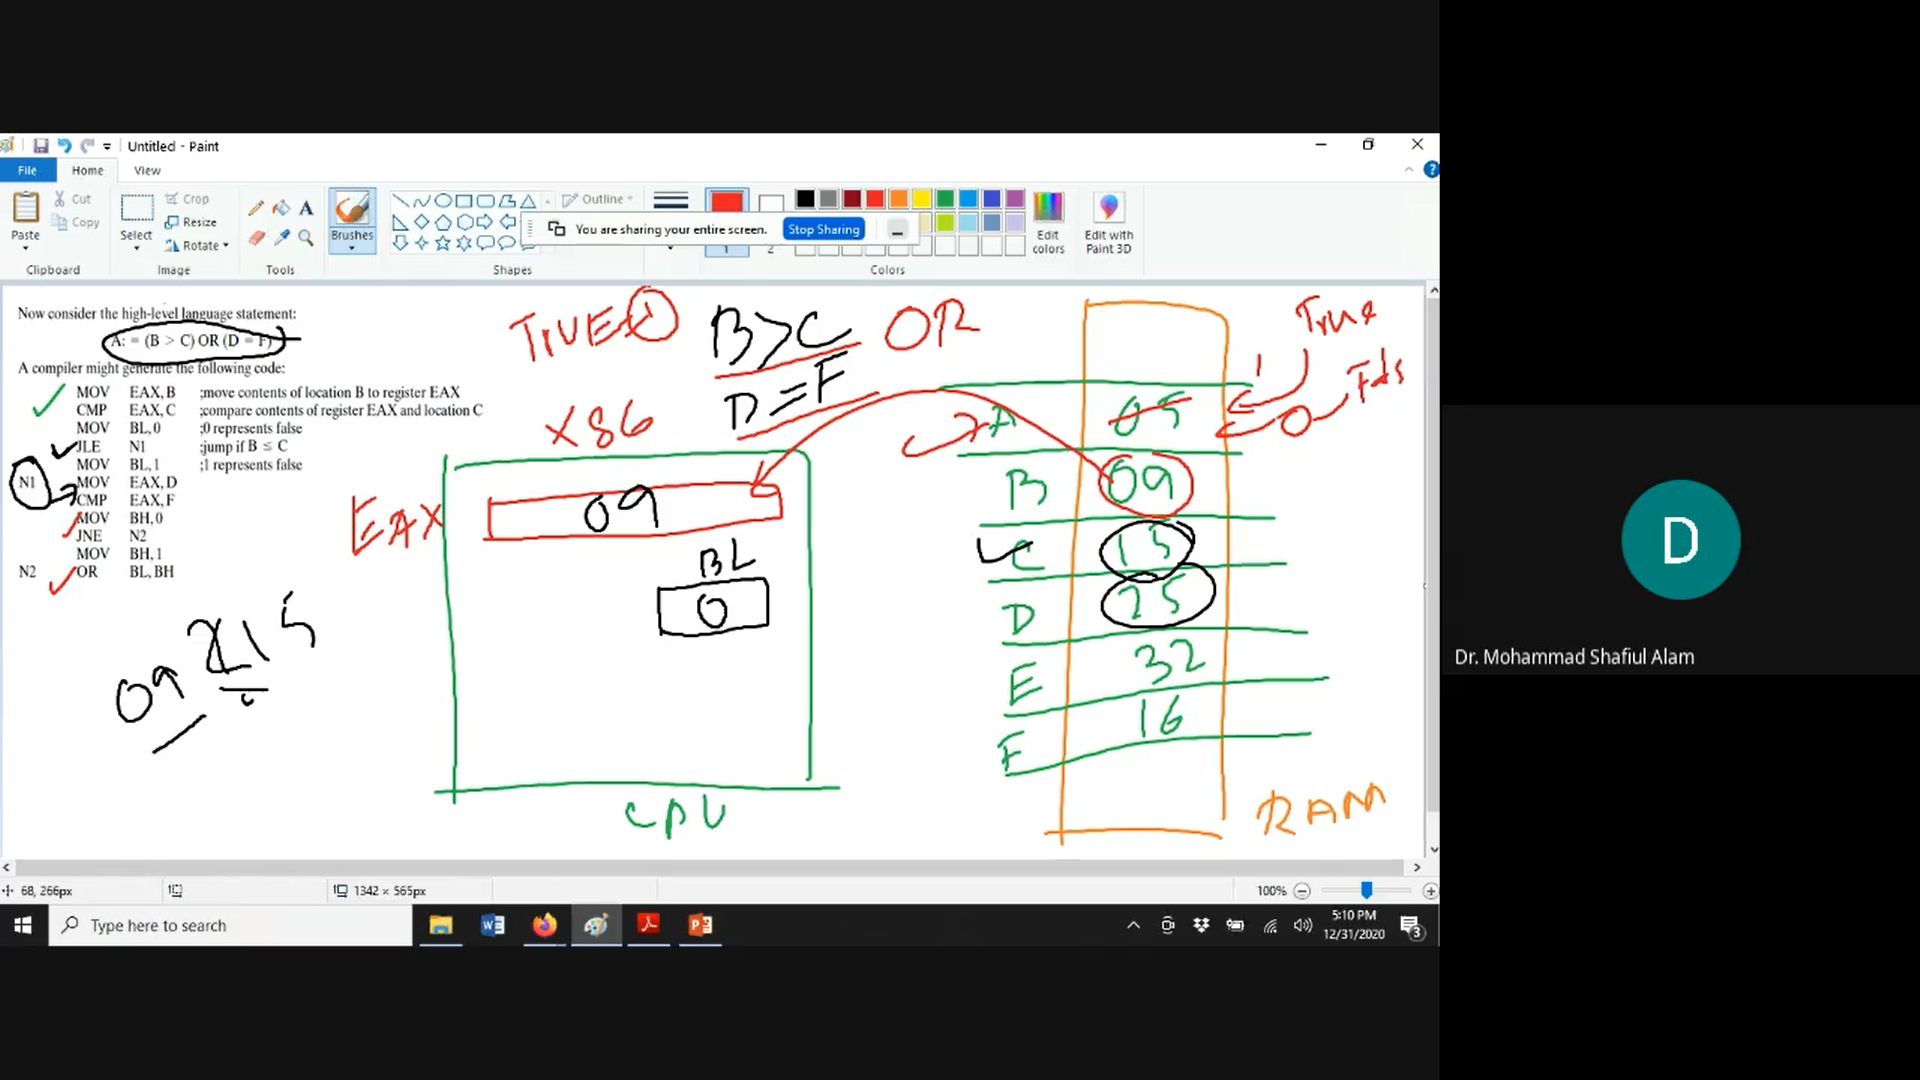 Untitled - Paint
File Home View
Paste
Cut
Copy
Clipboard
Select
Crop
Resize
Rotate
Image
Tools
Brushes
Shapes
Outline
You are sharing your entire screen. Stop Sharing
1
2
Colors
Edit colors
Edit with Paint 3D
Now consider the high-level language statement:
A: = (B > C) OR (D = F)
A compiler might generate the following code:
MOV EAX, B ;move contents of location B to register EAX
CMP EAX, C ;compare contents of register EAX and location C
MOV BL, 0 ;0 represents false
JLE N1 ;jump if B ≤ C
MOV BL, 1 ;1 represents false
N1 MOV EAX, D
CMP EAX, F
MOV BH, 0
JNE N2
MOV BH, 1
N2 OR BL, BH
TRUE 1
B>C OR
D=F
X86
EAX
09
BL
0
CPU
True
1
Fals
0
A 05
B 09
C 15
D 25
E 32
F 16
RAM
09 15
68, 266px
1342 × 565px
100%
Type here to search
5:10 PM
12/31/2020
3
D
Dr. Mohammad Shafiul Alam